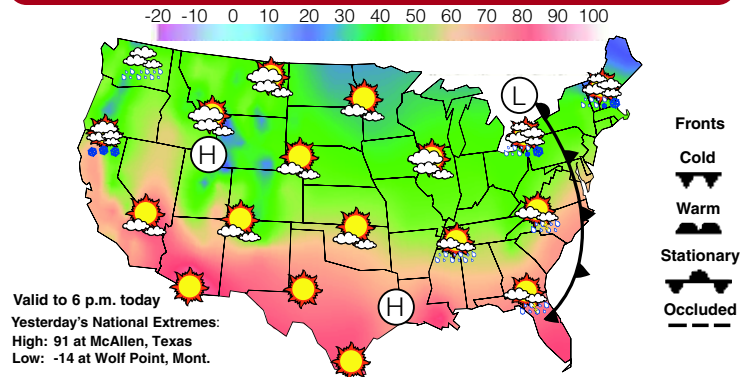 -20 -10 0 10 20 30 40 50 60 70 80 90 100
L
H
H
Fronts
Cold
Warm
Stationary
Occluded
Valid to 6 p.m. today
Yesterday's National Extremes:
High: 91 at McAllen, Texas
Low: -14 at Wolf Point, Mont.